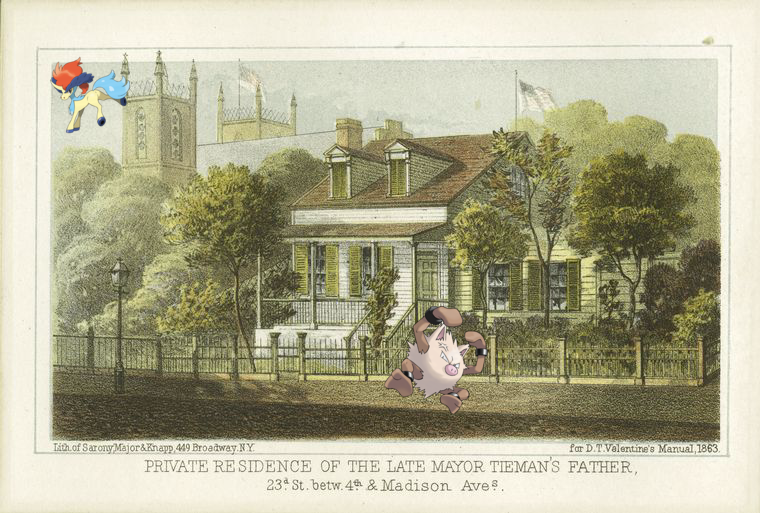 Lith. of Sarony, Major & Knapp, 449 Broadway. N.Y.
for D. T. Valentine's Manual, 1863.
PRIVATE RESIDENCE OF THE LATE MAYOR TIEMAN'S FATHER,
23d St. betw. 4th & Madison Aves.